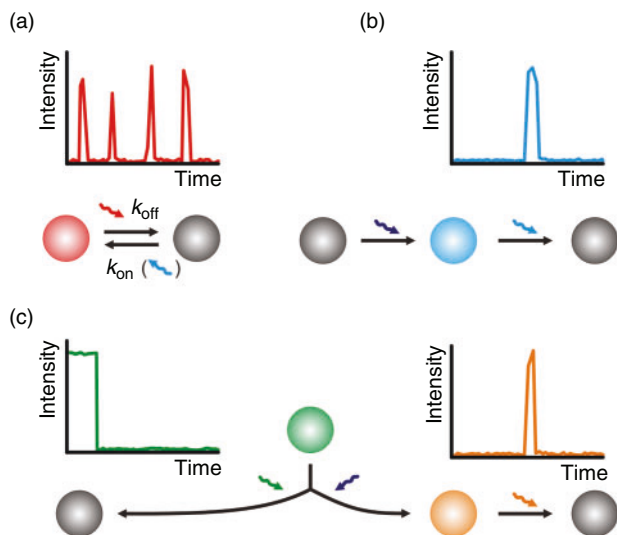 (a)
Intensity
Time
k_off
k_on ( )
(b)
Intensity
Time
(c)
Intensity
Time
Intensity
Time